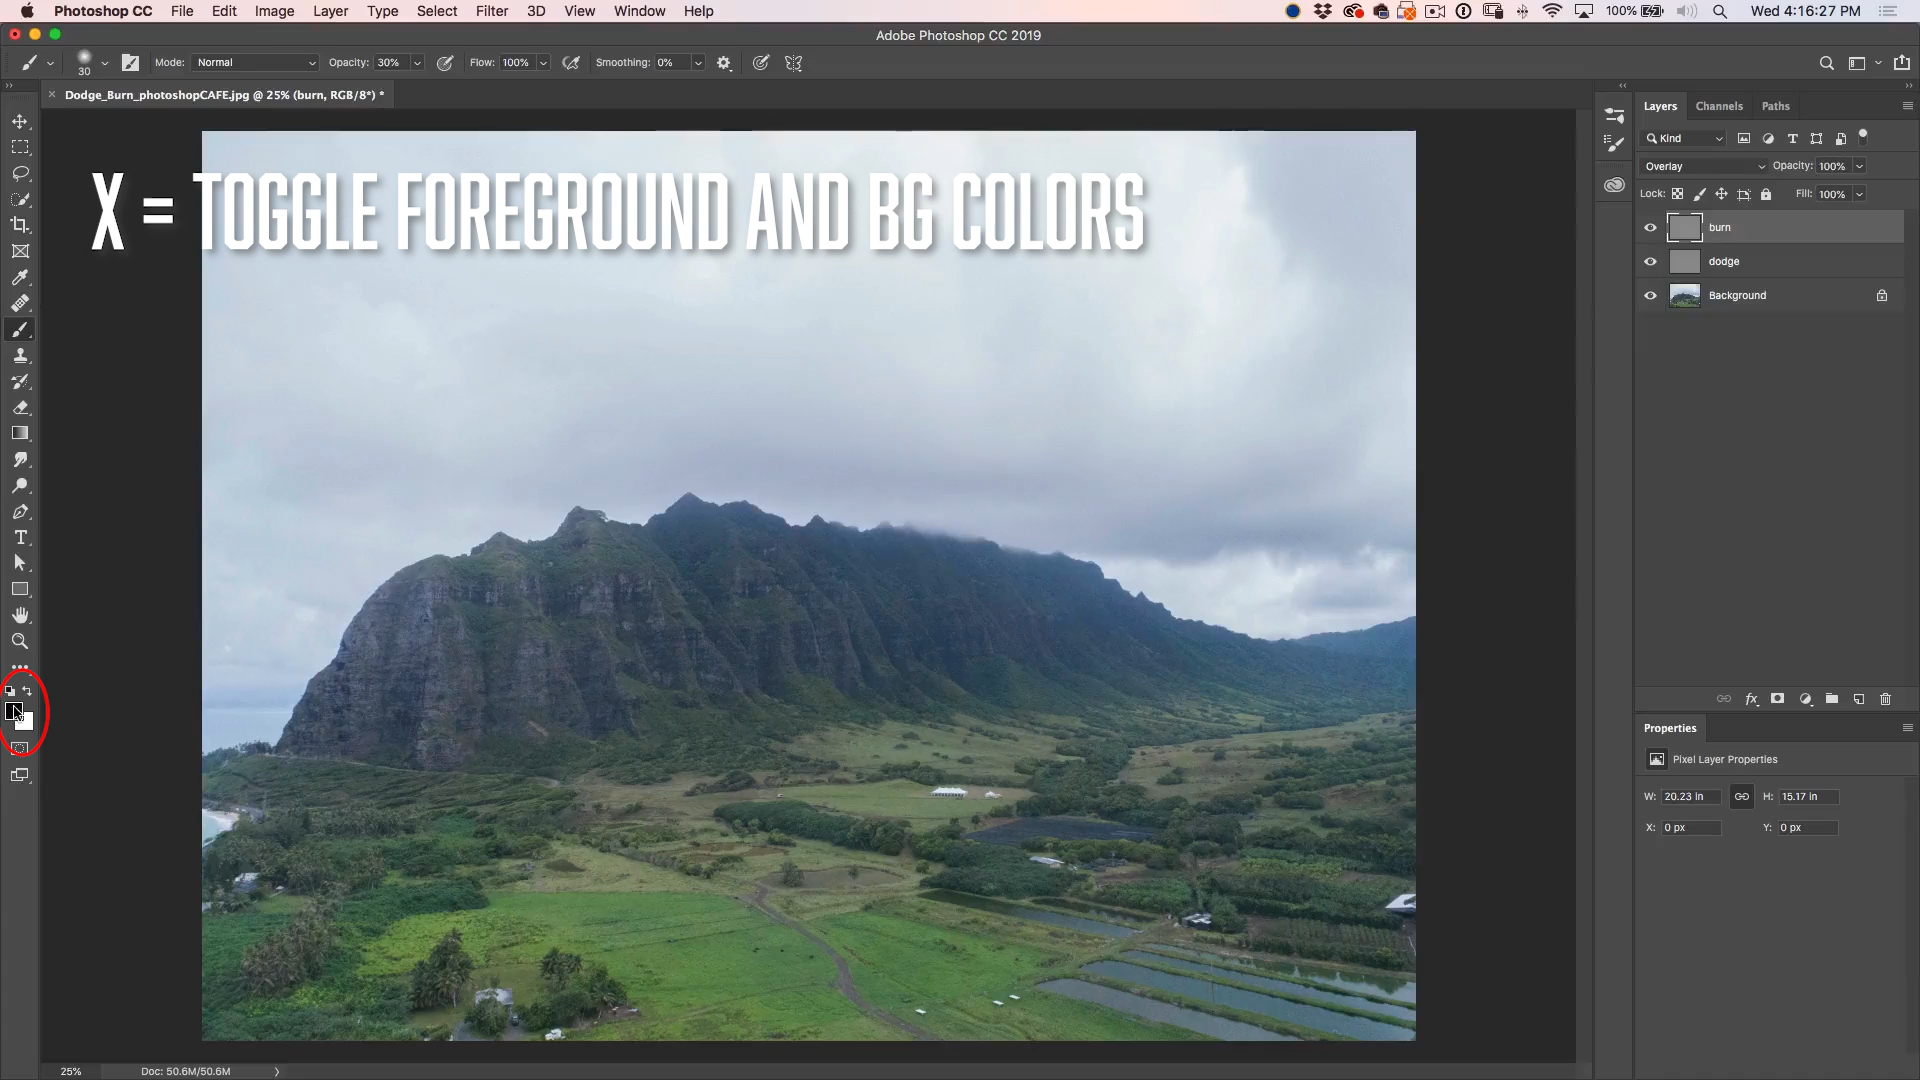 Photoshop CC File Edit Image Layer Type Select Filter 3D View Window Help 100% Wed 4:16:27 PM
Adobe Photoshop CC 2019
30 Mode: Normal Opacity: 30% Flow: 100% Smoothing: 0%
Dodge_Burn_photoshopCAFE.jpg @ 25% (burn, RGB/8*) *
X = TOGGLE FOREGROUND AND BG COLORS
Layers Channels Paths
Kind
Overlay Opacity: 100%
Lock: Fill: 100%
burn
dodge
Background
Properties
Pixel Layer Properties
W: 20.23 in H: 15.17 in
X: 0 px Y: 0 px
25% Doc: 50.6M/50.6M